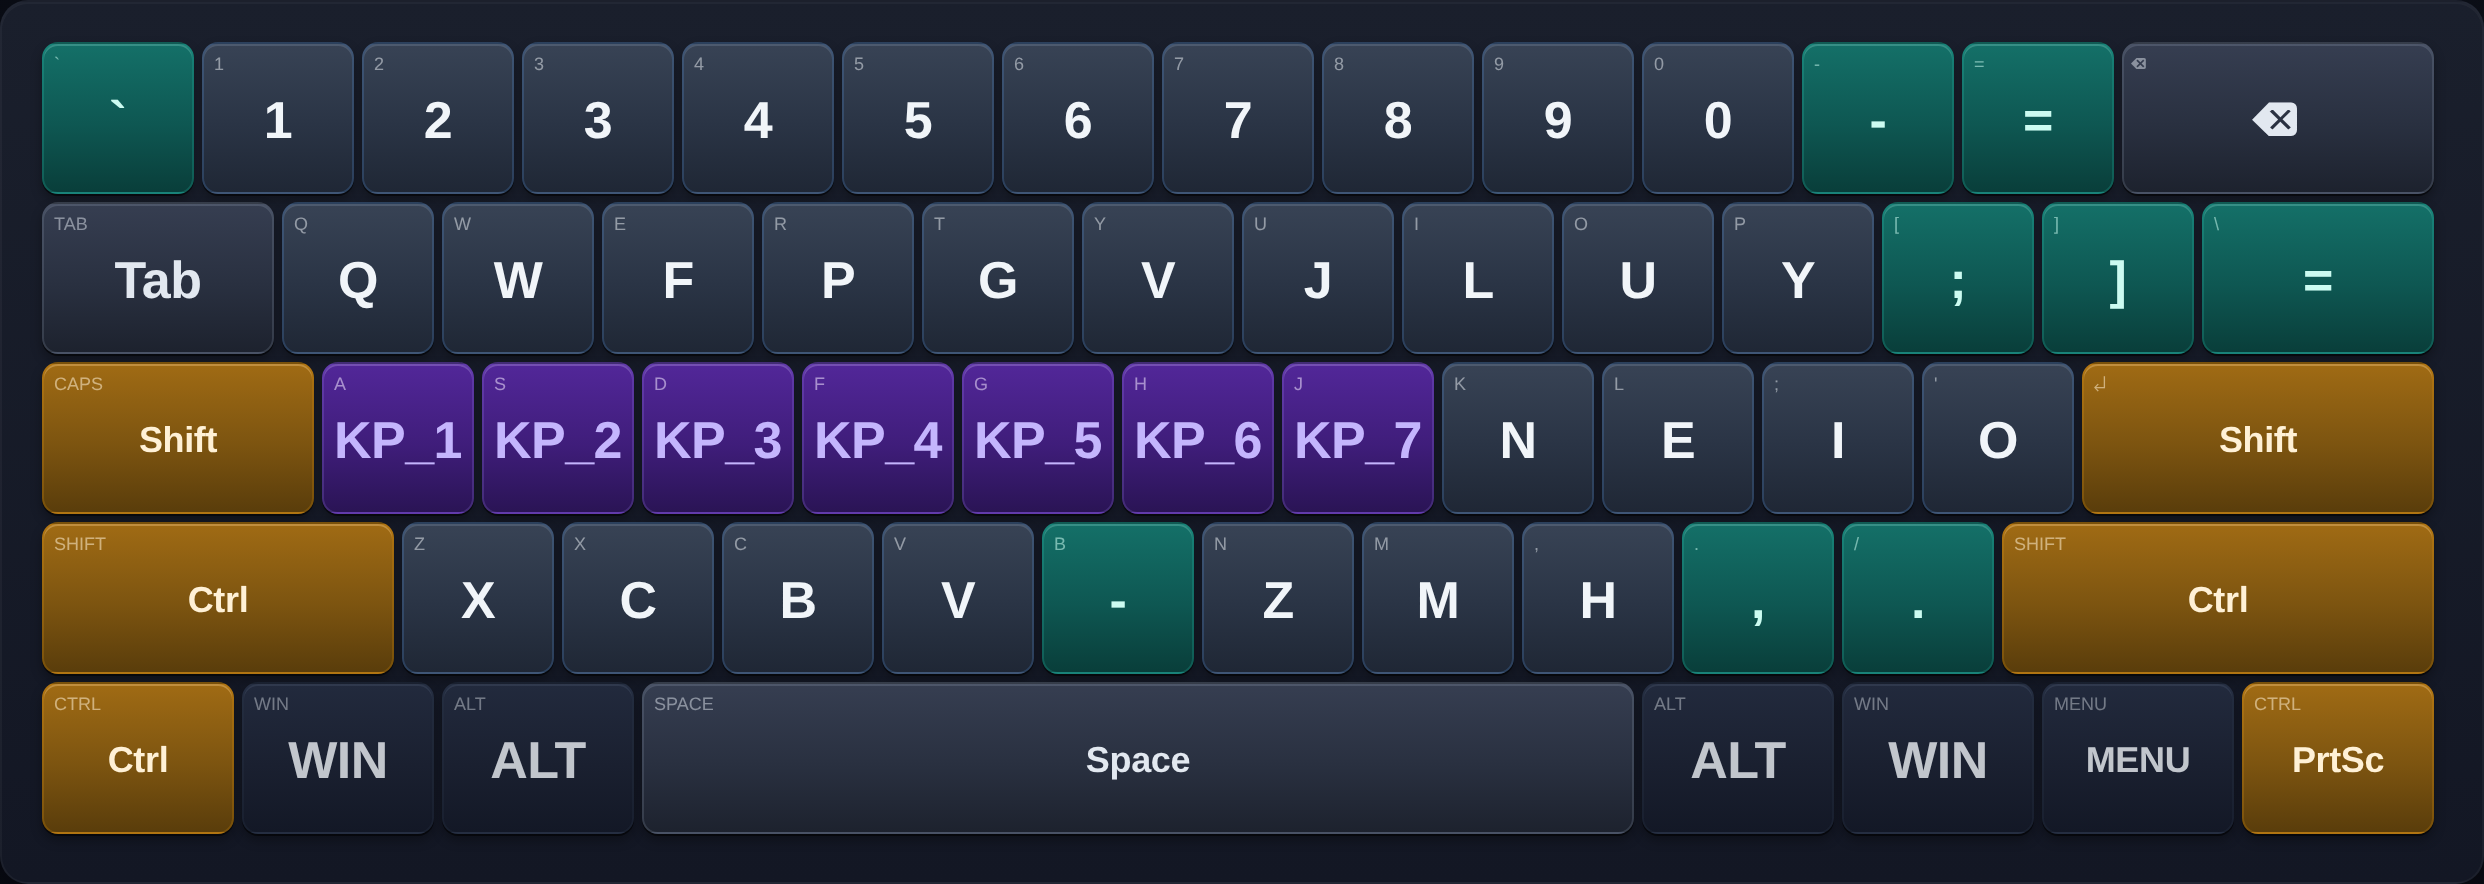 ` 1 2 3 4 5 6 7 8 9 0 - = ⌫
` 1 2 3 4 5 6 7 8 9 0 - = ⌫
TAB Q W E R T Y U I O P [ ] \
Tab Q W F P G V J L U Y ; ] =
CAPS A S D F G H J K L ; ' ↲
Shift KP_1 KP_2 KP_3 KP_4 KP_5 KP_6 KP_7 N E I O Shift
SHIFT Z X C V B N M , . / SHIFT
Ctrl X C B V - Z M H , . Ctrl
CTRL WIN ALT SPACE ALT WIN MENU CTRL
Ctrl WIN ALT Space ALT WIN MENU PrtSc